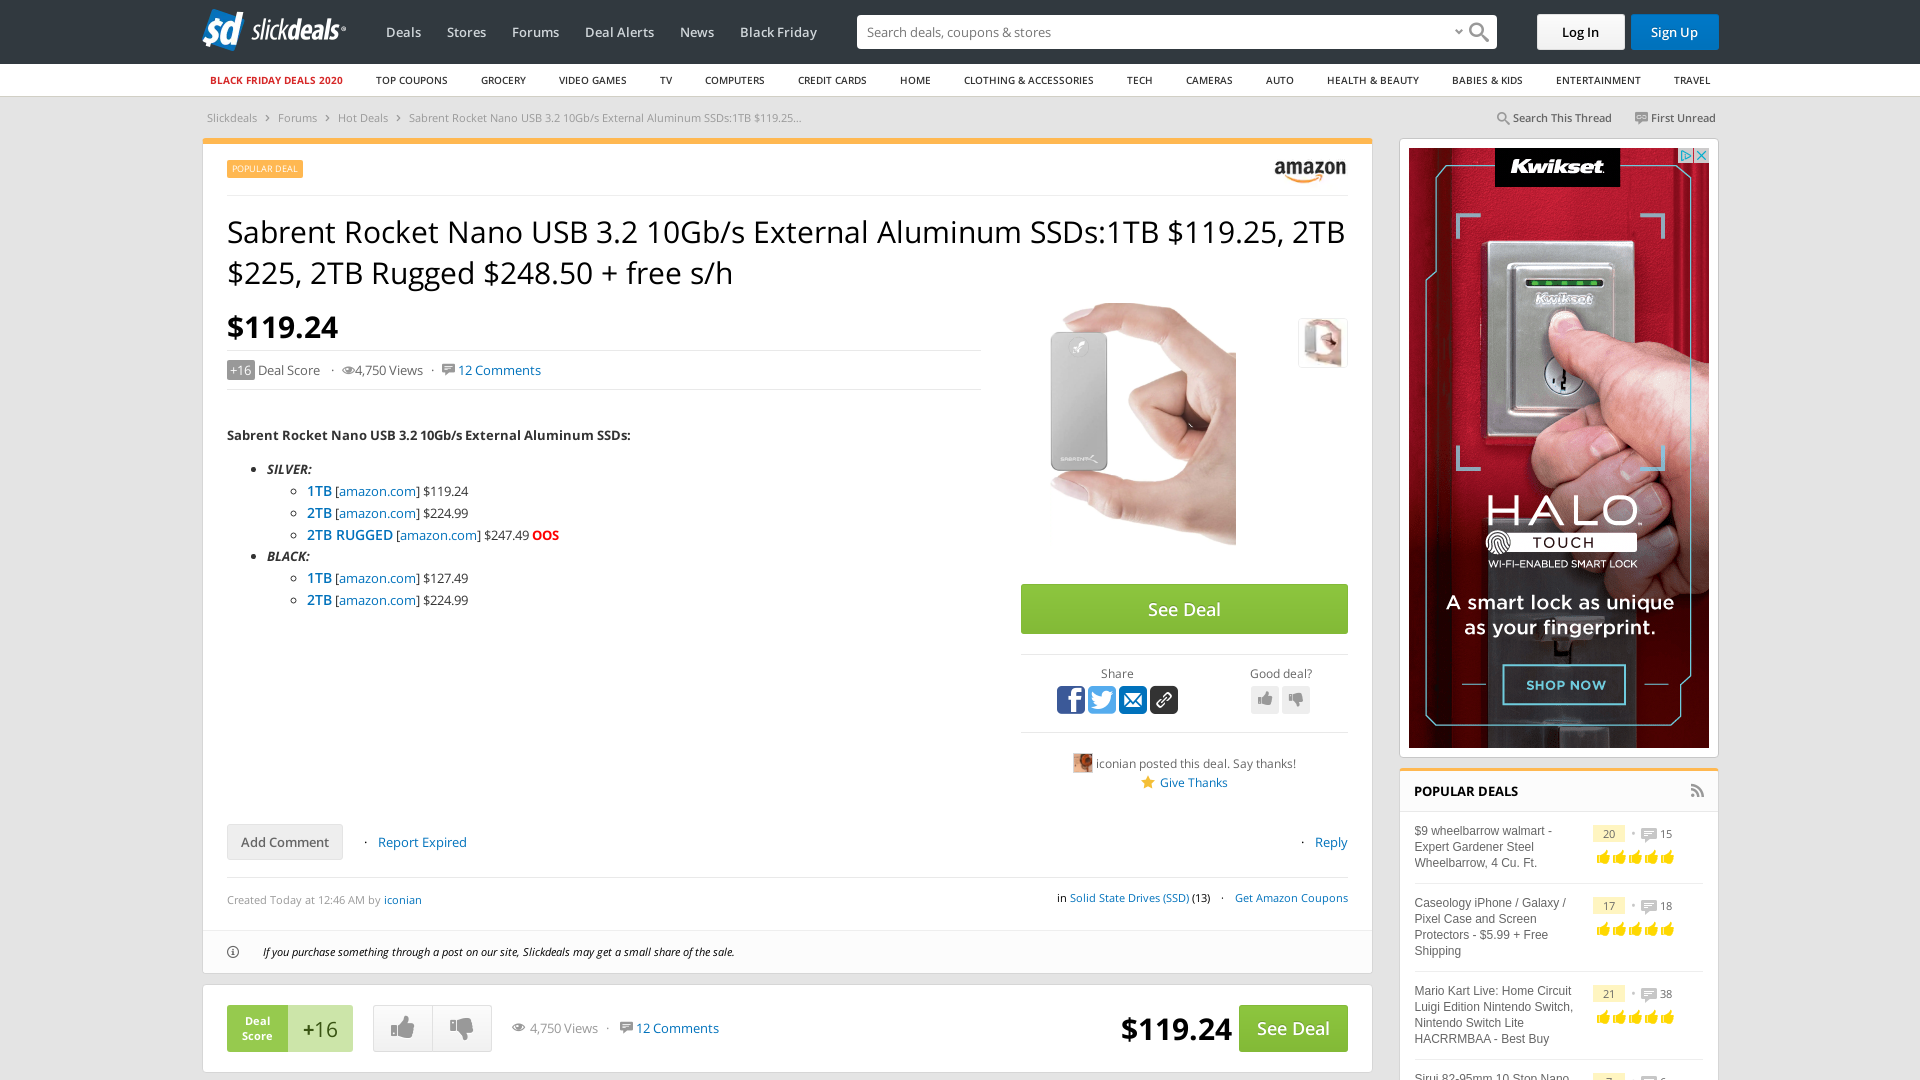 sd slickdeals®
Deals Stores Forums Deal Alerts News Black Friday
Search deals, coupons & stores
Log In Sign Up
BLACK FRIDAY DEALS 2020 TOP COUPONS GROCERY VIDEO GAMES TV COMPUTERS CREDIT CARDS HOME CLOTHING & ACCESSORIES TECH CAMERAS AUTO HEALTH & BEAUTY BABIES & KIDS ENTERTAINMENT TRAVEL
Slickdeals > Forums > Hot Deals > Sabrent Rocket Nano USB 3.2 10Gb/s External Aluminum SSDs:1TB $119.25...
Search This Thread First Unread
POPULAR DEAL
amazon
Sabrent Rocket Nano USB 3.2 10Gb/s External Aluminum SSDs:1TB $119.25, 2TB
$225, 2TB Rugged $248.50 + free s/h
$119.24
+16 Deal Score · 4,750 Views · 12 Comments
Sabrent Rocket Nano USB 3.2 10Gb/s External Aluminum SSDs:
SILVER:
1TB [amazon.com] $119.24
2TB [amazon.com] $224.99
2TB RUGGED [amazon.com] $247.49 OOS
BLACK:
1TB [amazon.com] $127.49
2TB [amazon.com] $224.99
SABRENT
See Deal
Share
Good deal?
iconian posted this deal. Say thanks!
Give Thanks
Add Comment · Report Expired
· Reply
Created Today at 12:46 AM by iconian
in Solid State Drives (SSD) (13) · Get Amazon Coupons
If you purchase something through a post on our site, Slickdeals may get a small share of the sale.
Deal
Score
+16
4,750 Views · 12 Comments
$119.24 See Deal
Kwikset
Kwikset
HALO
TOUCH
WI-FI-ENABLED SMART LOCK
A smart lock as unique
as your fingerprint.
SHOP NOW
POPULAR DEALS
$9 wheelbarrow walmart -
Expert Gardener Steel
Wheelbarrow, 4 Cu. Ft.
20 • 15
Caseology iPhone / Galaxy /
Pixel Case and Screen
Protectors - $5.99 + Free
Shipping
17 • 18
Mario Kart Live: Home Circuit
Luigi Edition Nintendo Switch,
Nintendo Switch Lite
HACRRMBAA - Best Buy
21 • 38
Sirui 82-95mm 10 Stop Nano
7 • 6